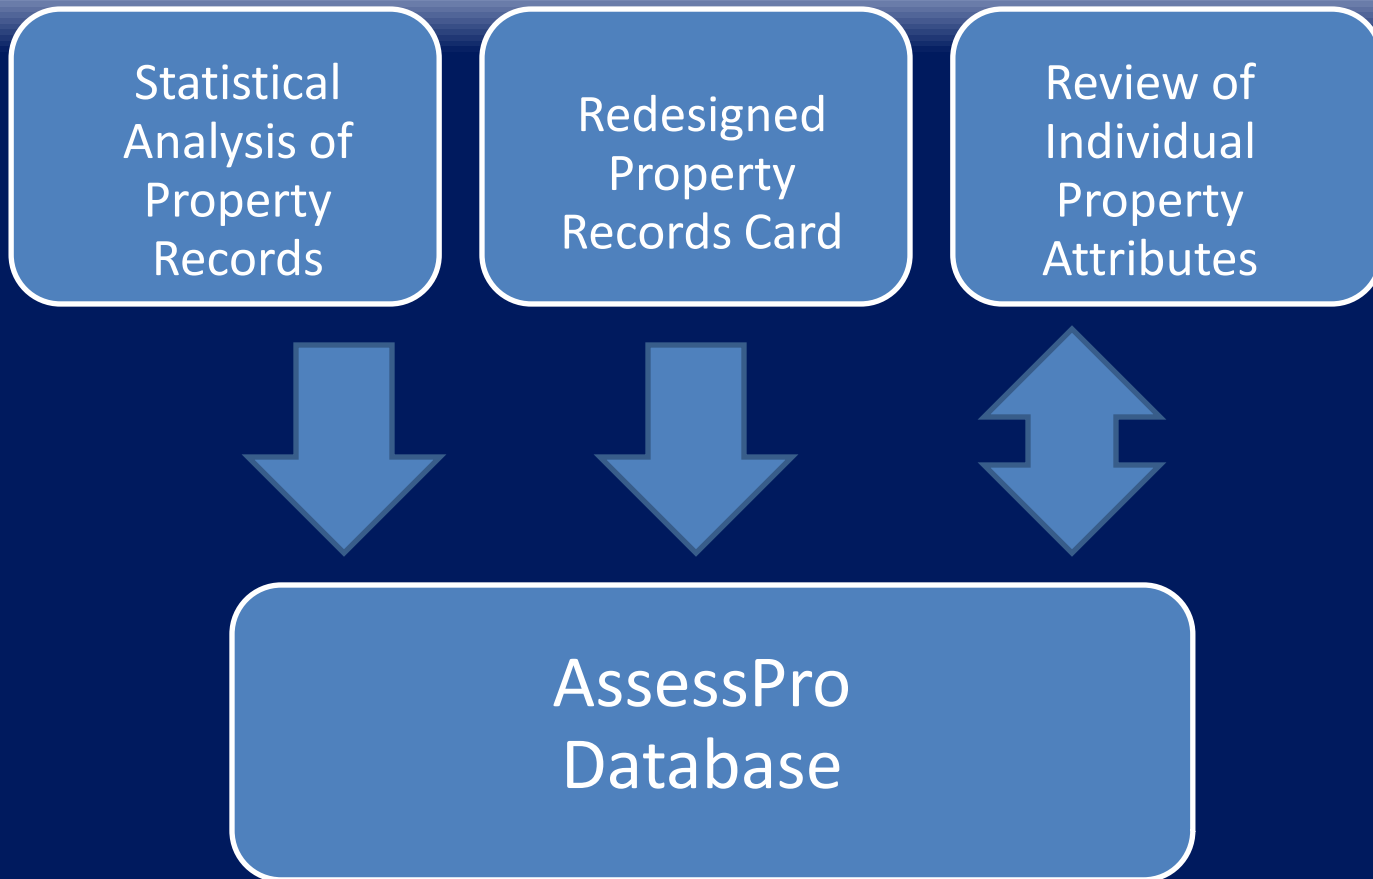 Statistical
Analysis of
Property
Records
Redesigned
Property
Records Card
Review of
Individual
Property
Attributes
AssessPro
Database